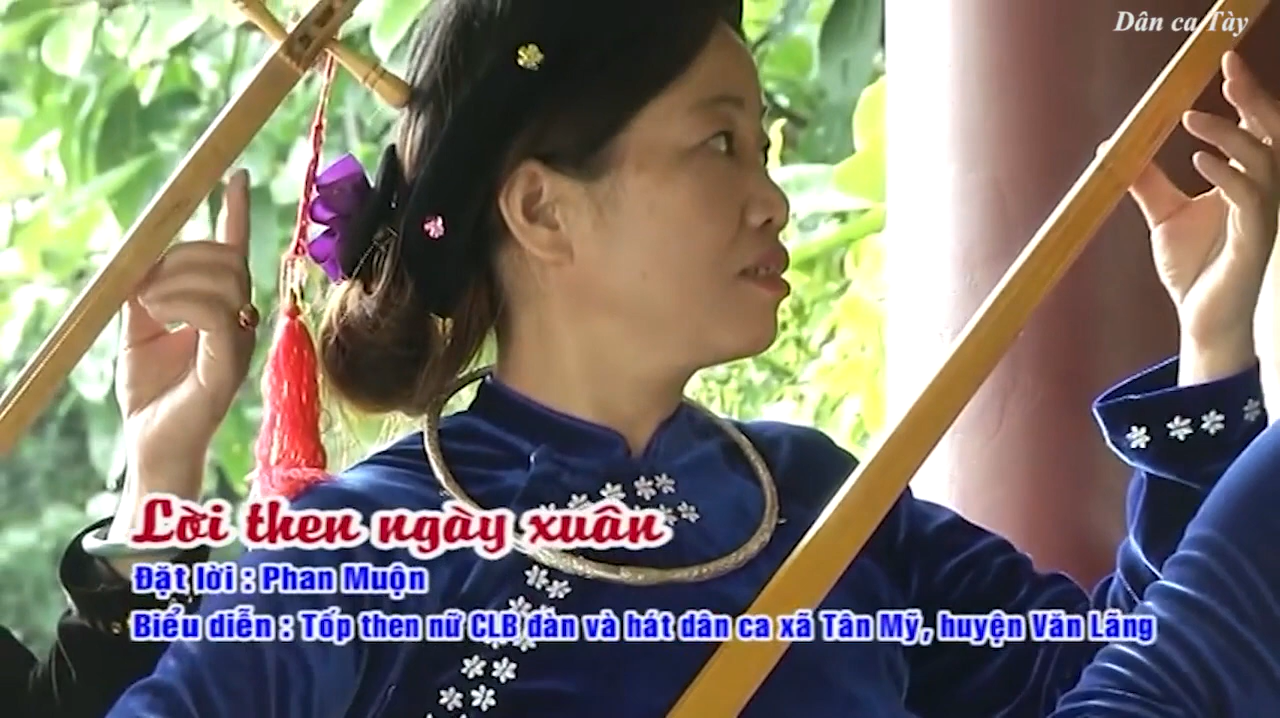 Dân ca Tày
Lời then ngày xuân
Đặt lời : Phan Muộn
Biểu diễn : Tốp then nữ CLB đàn và hát dân ca xã Tân Mỹ, huyện Văn Lãng